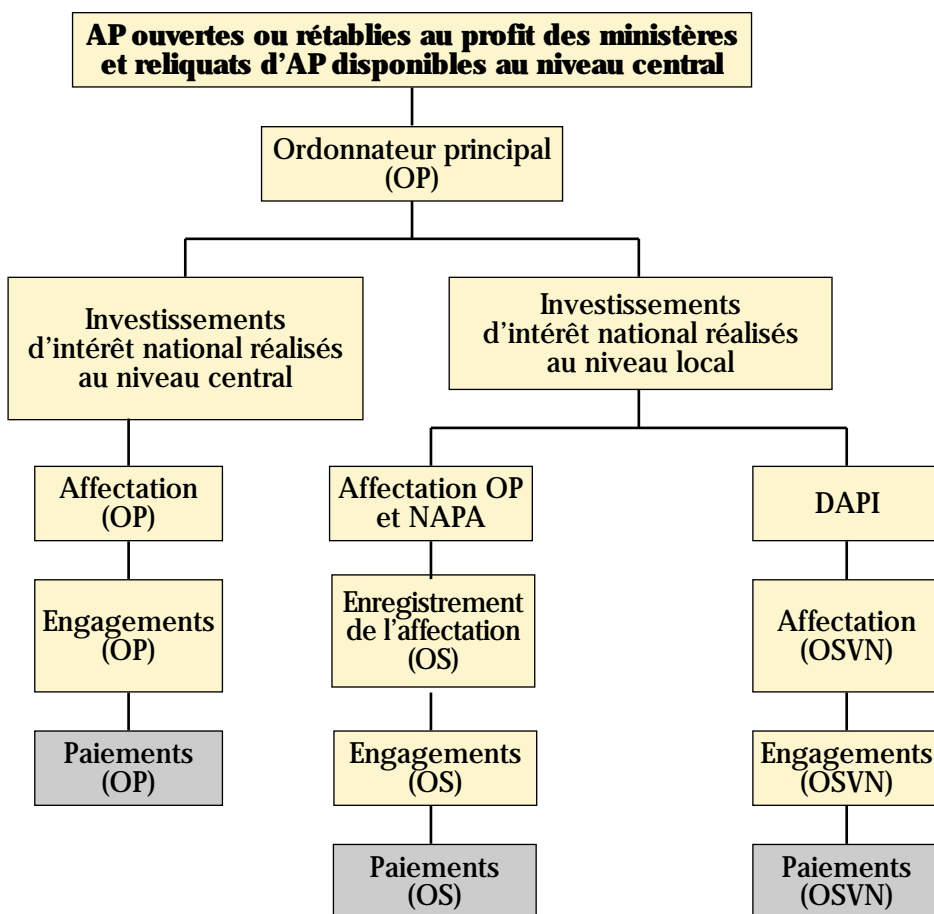 AP ouvertes ou rétablies au profit des ministères
et reliquats d’AP disponibles au niveau central
Ordonnateur principal
(OP)
Investissements
d’intérêt national réalisés
au niveau central
Investissements
d’intérêt national réalisés
au niveau local
Affectation
(OP)
Affectation OP
et NAPA
DAPI
Engagements
(OP)
Enregistrement
de l’affectation
(OS)
Affectation
(OSVN)
Paiements
(OP)
Engagements
(OS)
Engagements
(OSVN)
Paiements
(OS)
Paiements
(OSVN)